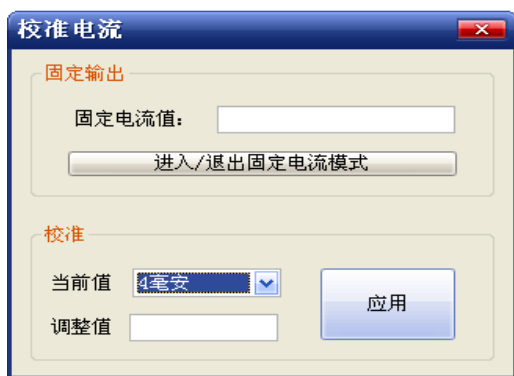 校准电流
固定输出
固定电流值:
进入/退出固定电流模式
校准
当前值 4毫安
应用
调整值